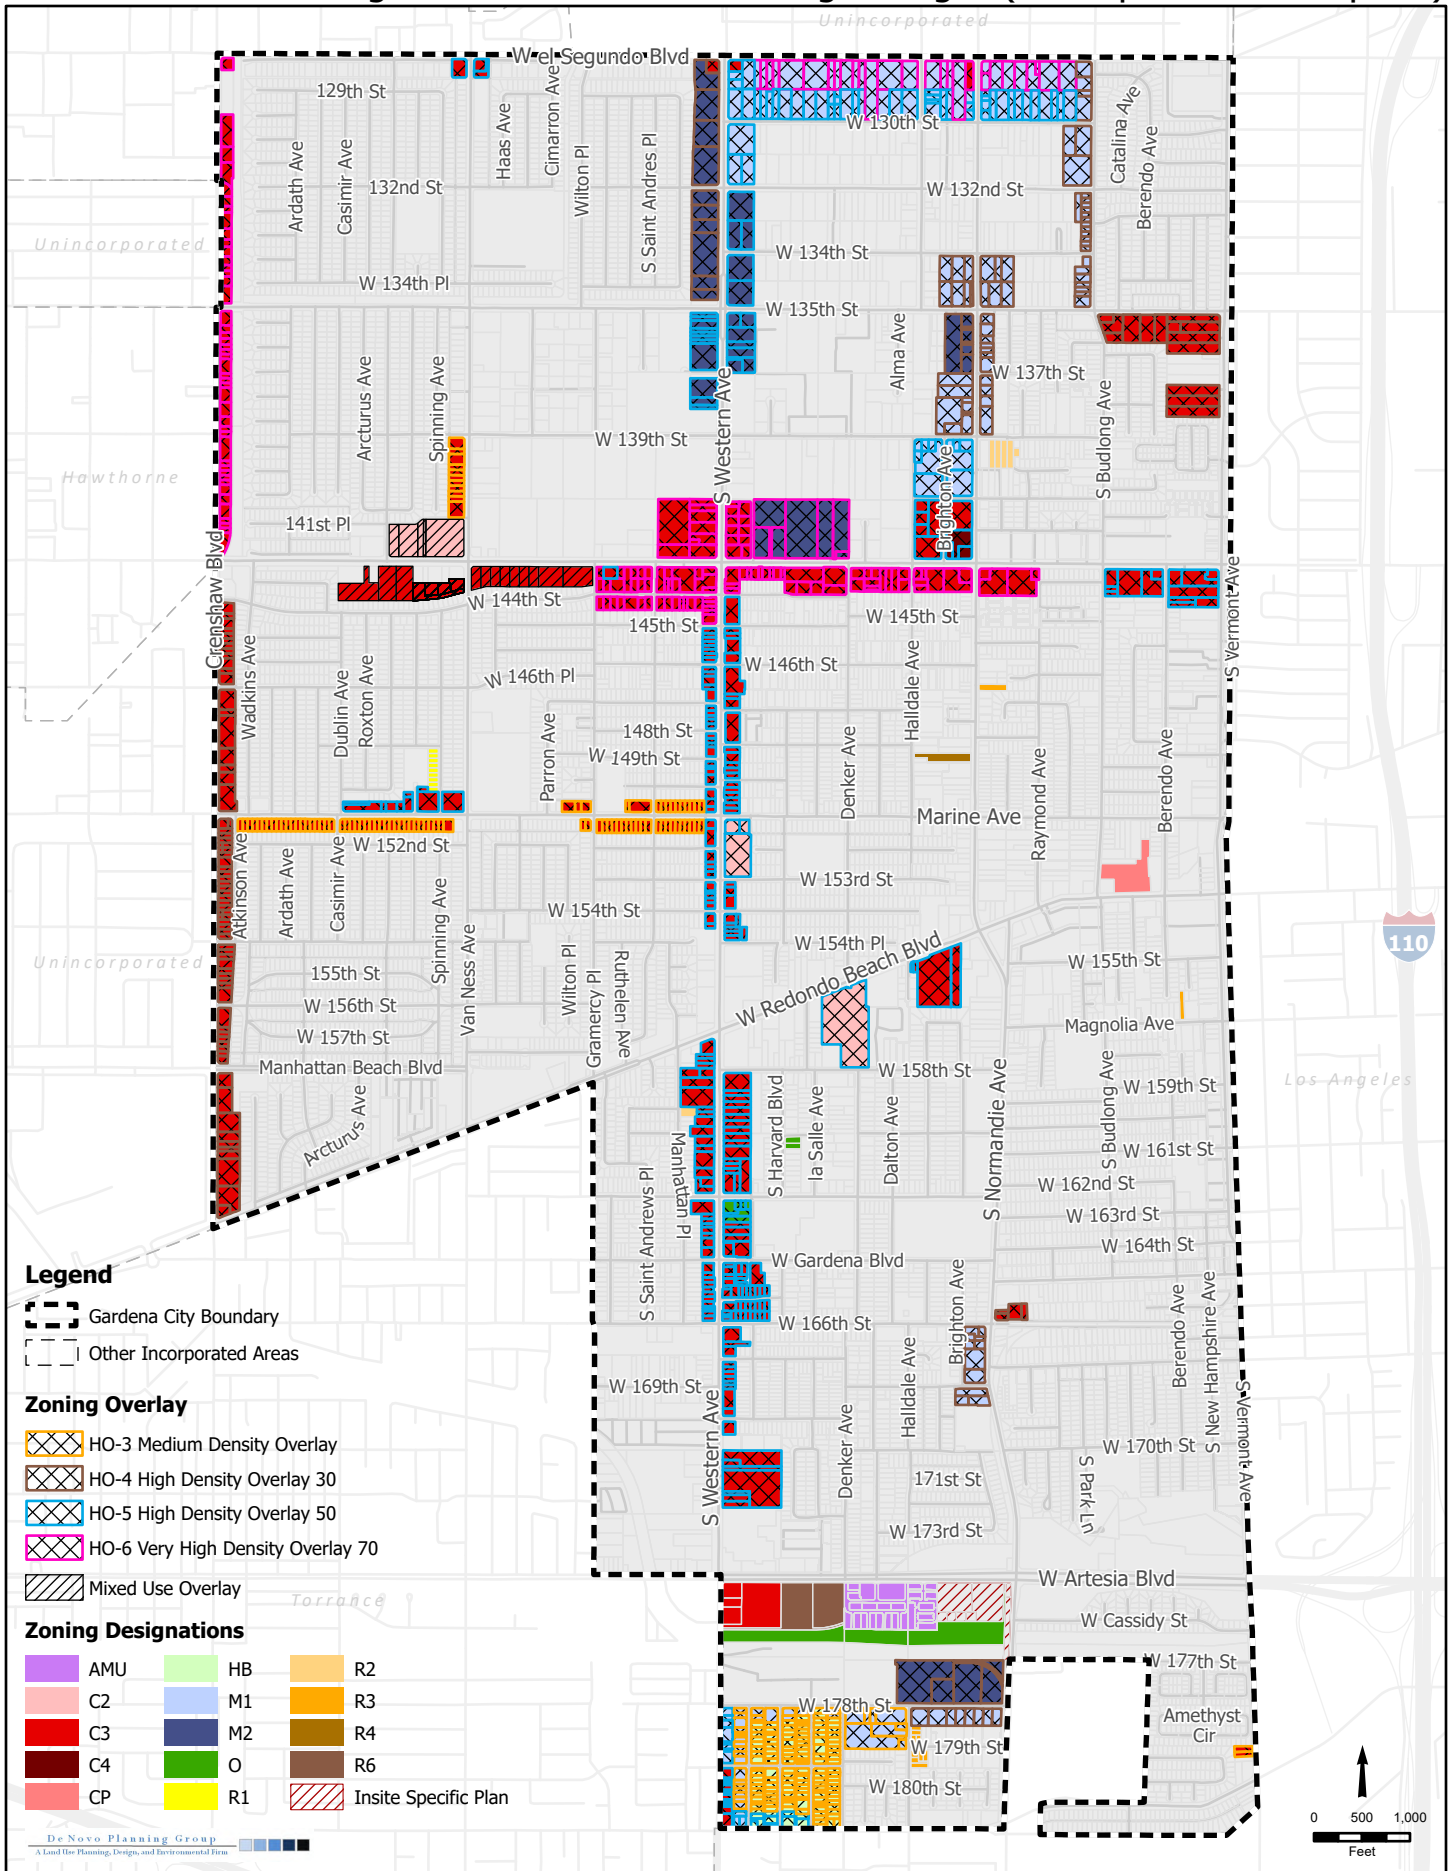 Unincorporated
W el Segundo Blvd
129th St
Haas Ave
Cimarron Ave
W 130th St
Catalina Ave
Berendo Ave
Ardath Ave
Casimir Ave
132nd St
Wilton Pl
S Saint Andres Pl
W 132nd St
Unincorporated
W 134th St
W 134th Pl
W 135th St
Arcturus Ave
Spinning Ave
S Western Ave
Alma Ave
W 137th St
S Budlong Ave
W 139th St
Hawthorne
Brighton Ave
141st Pl
Crenshaw Blvd
W 144th St
145th St
W 145th St
S Vermont Ave
Wadkins Ave
Dublin Ave
Roxton Ave
W 146th Pl
W 146th St
Halldale Ave
148th St
W 149th St
Parron Ave
Denker Ave
Raymond Ave
Berendo Ave
Marine Ave
W 152nd St
Atkinson Ave
Ardath Ave
Casimir Ave
Spinning Ave
W 153rd St
W 154th St
110
Van Ness Ave
Wilton Pl
Gramercy Pl
Ruthelen Ave
W 154th Pl
W Redondo Beach Blvd
W 155th St
Unincorporated
155th St
W 156th St
W 157th St
Magnolia Ave
Manhattan Beach Blvd
W 158th St
Los Angeles
W 159th St
Arcturus Ave
Manhattan Pl
S Harvard Blvd
la Salle Ave
Dalton Ave
S Normandie Ave
S Budlong Ave
W 161st St
S Saint Andrews Pl
W 162nd St
W 163rd St
W 164th St
W Gardena Blvd
Legend
Gardena City Boundary
Other Incorporated Areas
W 166th St
Brighton Ave
Halldale Ave
Berendo Ave
S New Hampshire Ave
W 169th St
S Western Ave
Denker Ave
S Vermont Ave
Zoning Overlay
HO-3 Medium Density Overlay
HO-4 High Density Overlay 30
HO-5 High Density Overlay 50
HO-6 Very High Density Overlay 70
Mixed Use Overlay
W 170th St
171st St
S Park Ln
W 173rd St
W Artesia Blvd
Torrance
W Cassidy St
Zoning Designations
AMU
C2
C3
C4
CP
HB
M1
M2
O
R1
R2
R3
R4
R6
Insite Specific Plan
W 177th St
W 178th St
Amethyst
Cir
W 179th St
W 180th St
0 500 1,000
Feet
De Novo Planning Group
A Land Use Planning, Design, and Environmental Firm